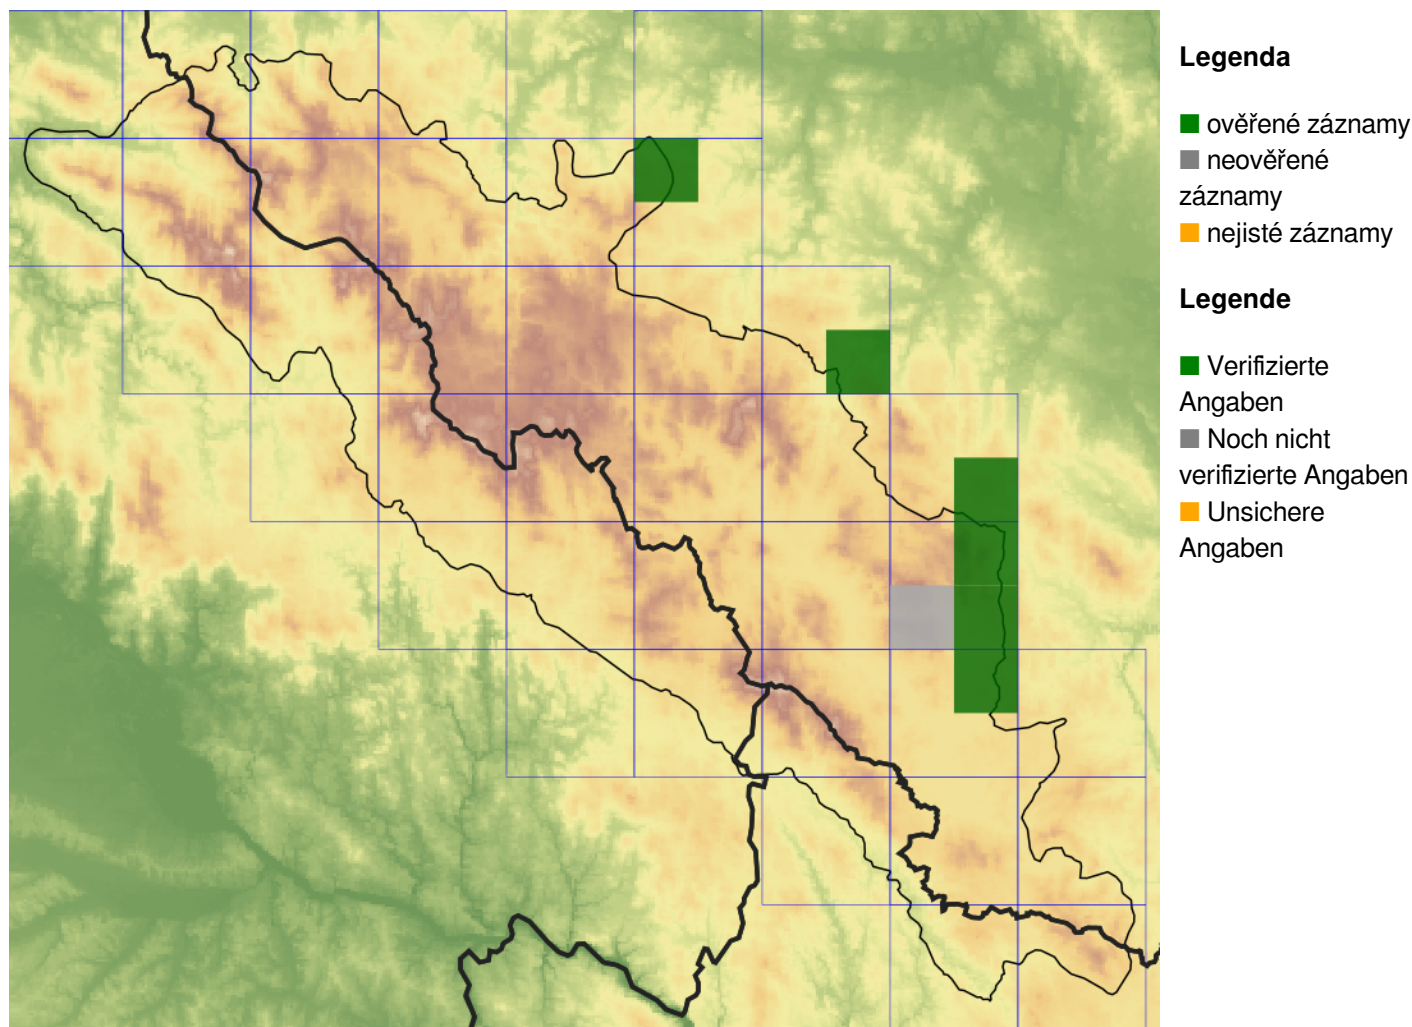 Legenda
ověřené záznamy
neověřené
záznamy
nejisté záznamy
Legende
Verifizierte
Angaben
Noch nicht
verifizierte Angaben
Unsichere
Angaben